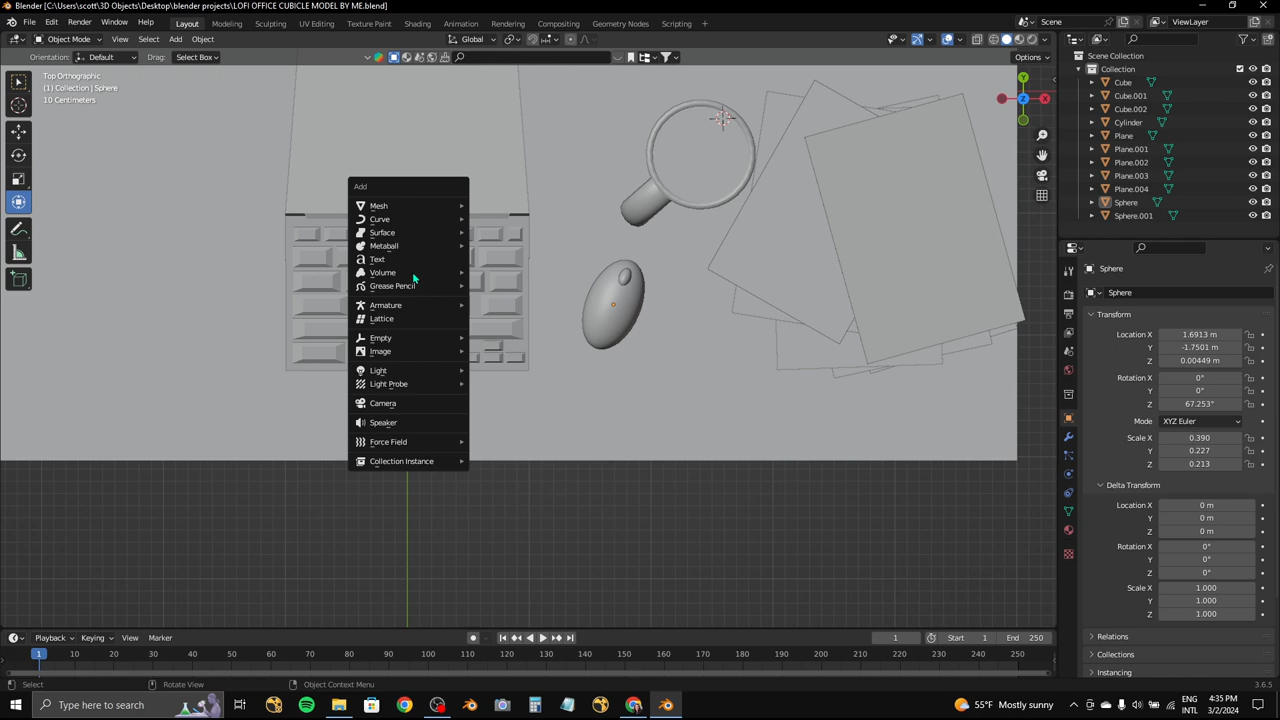 Blender [C:\Users\scott\3D Objects\Desktop\blender projects\LOFI OFFICE CUBICLE MODEL BY ME.blend]
File Edit Render Window Help Layout Modeling Sculpting UV Editing Texture Paint Shading Animation Rendering Compositing Geometry Nodes Scripting Scene ViewLayer
Object Mode View Select Add Object Global
Orientation: Default Drag: Select Box Options
Top Orthographic
(1) Collection | Sphere
10 Centimeters
X
Y
Z
Add
Mesh
Curve
Surface
Metaball
Text
Volume
Grease Pencil
Armature
Lattice
Empty
Image
Light
Light Probe
Camera
Speaker
Force Field
Collection Instance
Scene Collection
Collection
Cube
Cube.001
Cube.002
Cylinder
Plane
Plane.001
Plane.002
Plane.003
Plane.004
Sphere
Sphere.001
Sphere
Sphere
Transform
Location X 1.6913 m
Y -1.7501 m
Z 0.00449 m
Rotation X 0°
Y 0°
Z 67.253°
Mode XYZ Euler
Scale X 0.390
Y 0.227
Z 0.213
Delta Transform
Location X 0 m
Y 0 m
Z 0 m
Rotation X 0°
Y 0°
Z 0°
Scale X 1.000
Y 1.000
Z 1.000
Relations
Collections
Instancing
Playback Keying View Marker 1 Start 1 End 250
1 10 20 30 40 50 60 70 80 90 100 110 120 130 140 150 160 170 180 190 200 210 220 230 240 250
Select Rotate View Object Context Menu 3.6.5
Type here to search 55°F Mostly sunny ENG INTL 4:35 PM 3/2/2024